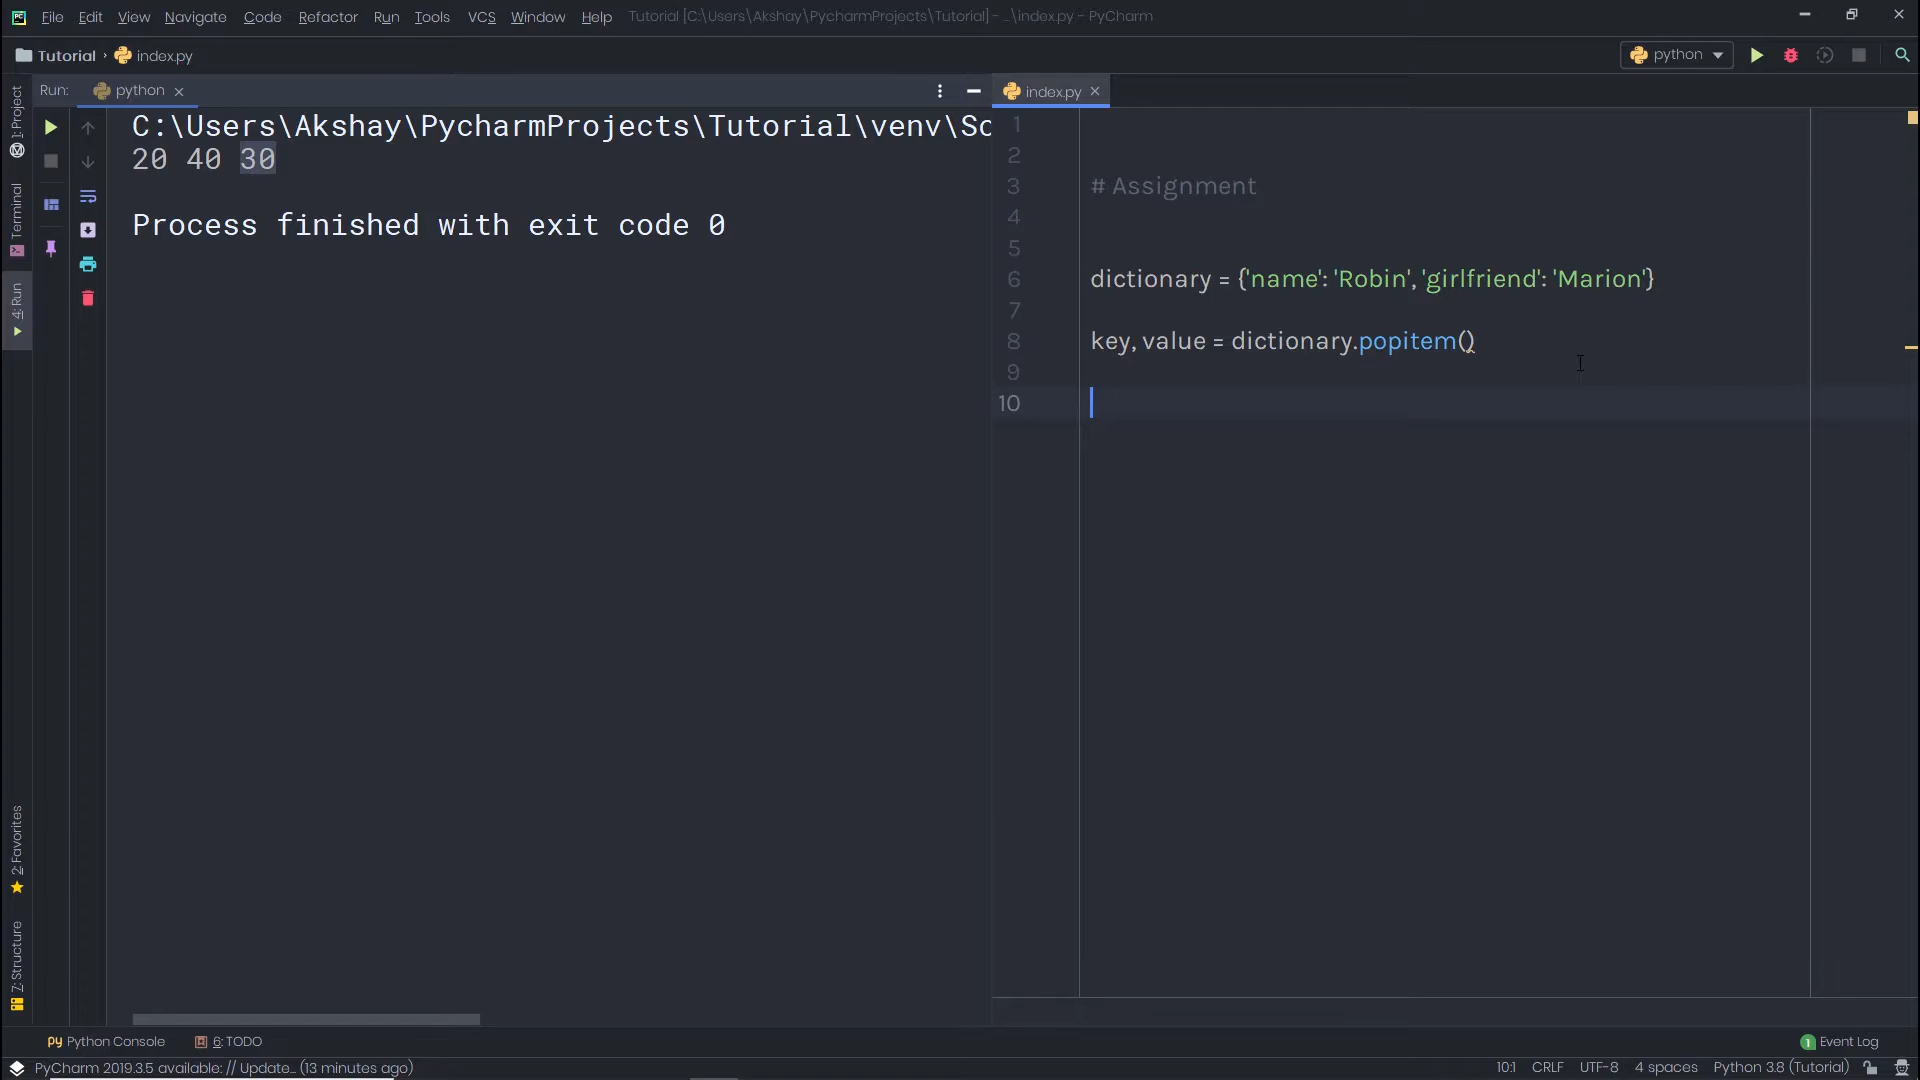 File Edit View Navigate Code Refactor Run Tools VCS Window Help Tutorial [C:\Users\Akshay\PycharmProjects\Tutorial] - ...\index.py - PyCharm
Tutorial index.py python
Run: python index.py
1: Project
Terminal
4: Run
2: Favorites
7: Structure
C:\Users\Akshay\PycharmProjects\Tutorial\venv\Sc
20 40 30
Process finished with exit code 0
1
2
3 # Assignment
4
5
6 dictionary = {'name': 'Robin', 'girlfriend': 'Marion'}
7
8 key, value = dictionary.popitem()
9
10
Python Console 6: TODO 1 Event Log
PyCharm 2019.3.5 available: // Update... (13 minutes ago) 10:1 CRLF UTF-8 4 spaces Python 3.8 (Tutorial)